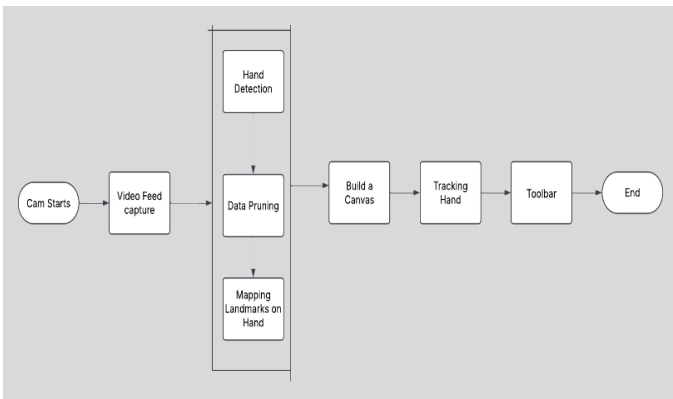 Cam Starts
Video Feed
capture
Hand
Detection
Data Pruning
Mapping
Landmarks on
Hand
Build a
Canvas
Tracking
Hand
Toolbar
End